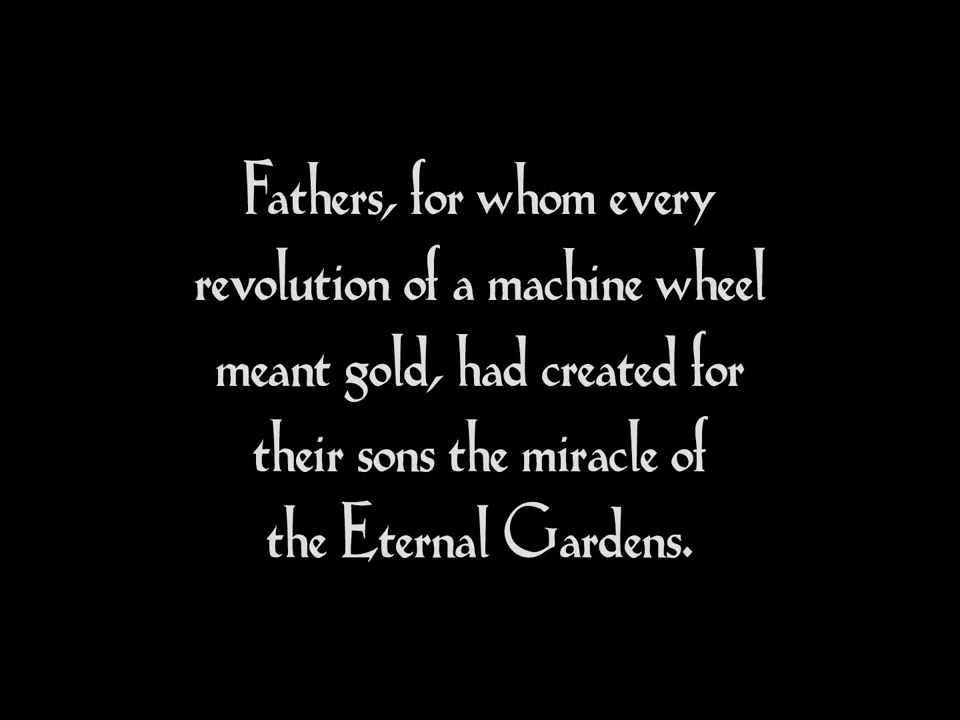 Fathers, for whom every
revolution of a machine wheel
meant gold, had created for
their sons the miracle of
the Eternal Gardens.